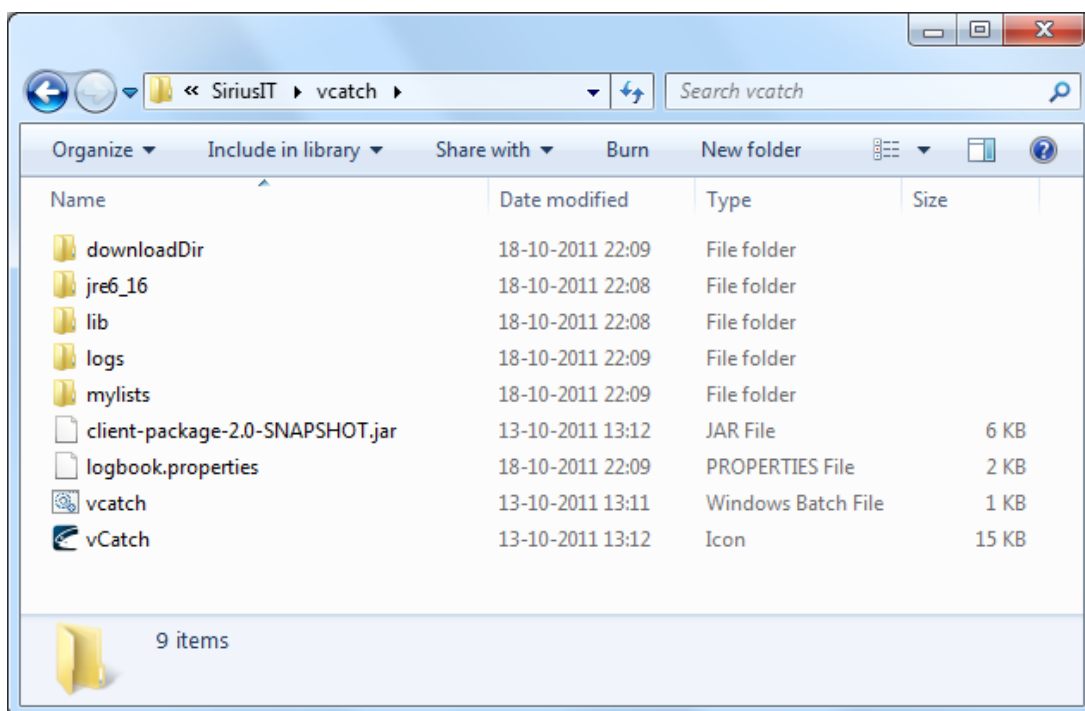 « SiriusIT vcatch Search vcatch
Organize Include in library Share with Burn New folder
Name Date modified Type Size
downloadDir 18-10-2011 22:09 File folder
jre6_16 18-10-2011 22:08 File folder
lib 18-10-2011 22:08 File folder
logs 18-10-2011 22:09 File folder
mylists 18-10-2011 22:09 File folder
client-package-2.0-SNAPSHOT.jar 13-10-2011 13:12 JAR File 6 KB
logbook.properties 18-10-2011 22:09 PROPERTIES File 2 KB
vcatch 13-10-2011 13:11 Windows Batch File 1 KB
vCatch 13-10-2011 13:12 Icon 15 KB
9 items